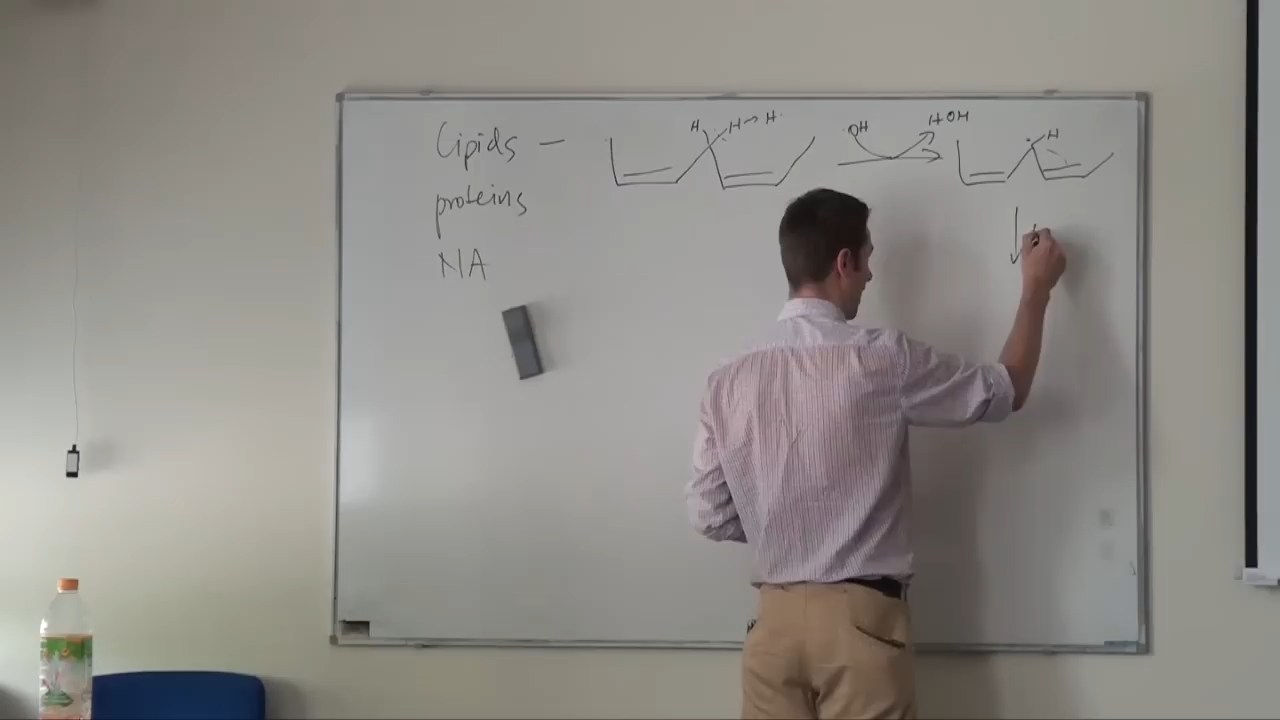 Lipids —
proteins
NA
H H → H·
·OH
HOH
H